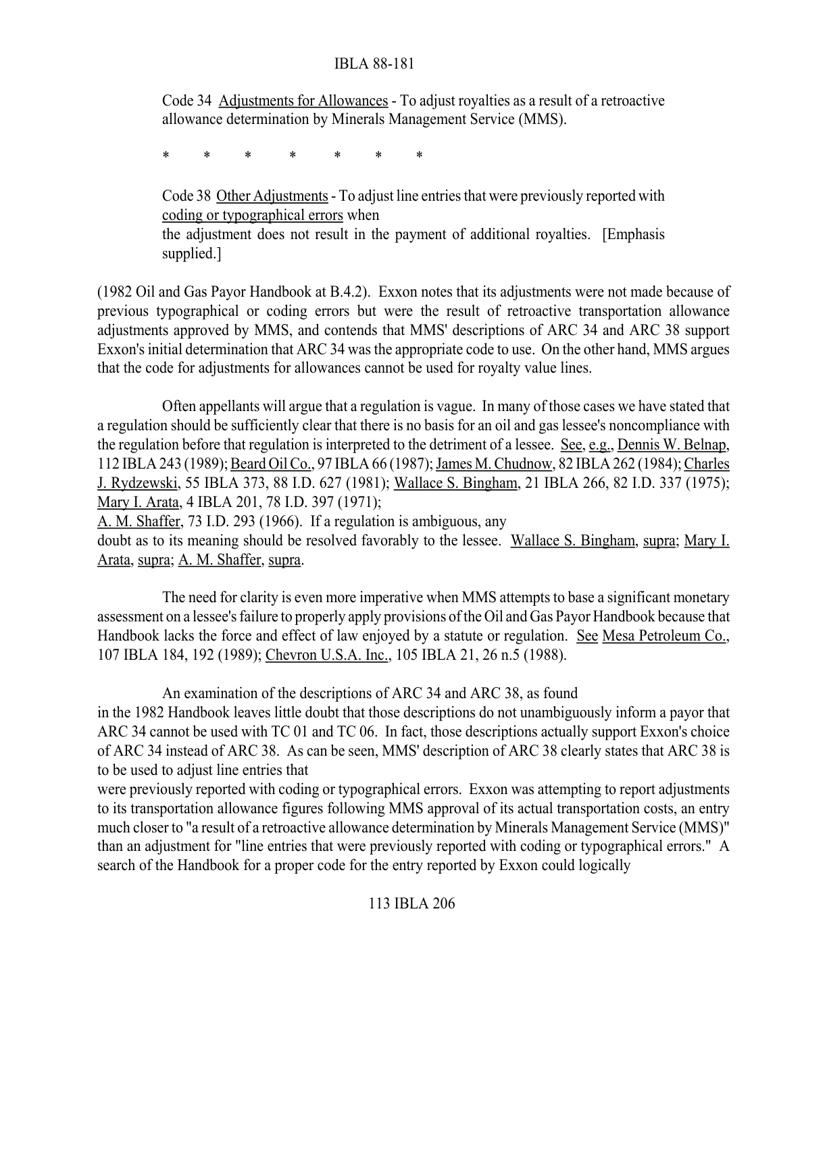 IBLA 88-181
Code 34 Adjustments for Allowances - To adjust royalties as a result of a retroactive
allowance determination by Minerals Management Service (MMS).
* * * * * * *
Code 38 Other Adjustments - To adjust line entries that were previously reported with
coding or typographical errors when
the adjustment does not result in the payment of additional royalties. [Emphasis
supplied.]
(1982 Oil and Gas Payor Handbook at B.4.2). Exxon notes that its adjustments were not made because of
previous typographical or coding errors but were the result of retroactive transportation allowance
adjustments approved by MMS, and contends that MMS' descriptions of ARC 34 and ARC 38 support
Exxon's initial determination that ARC 34 was the appropriate code to use. On the other hand, MMS argues
that the code for adjustments for allowances cannot be used for royalty value lines.
Often appellants will argue that a regulation is vague. In many of those cases we have stated that
a regulation should be sufficiently clear that there is no basis for an oil and gas lessee's noncompliance with
the regulation before that regulation is interpreted to the detriment of a lessee. See, e.g., Dennis W. Belnap,
112 IBLA 243 (1989); Beard Oil Co., 97 IBLA 66 (1987); James M. Chudnow, 82 IBLA 262 (1984); Charles
J. Rydzewski, 55 IBLA 373, 88 I.D. 627 (1981); Wallace S. Bingham, 21 IBLA 266, 82 I.D. 337 (1975);
Mary I. Arata, 4 IBLA 201, 78 I.D. 397 (1971);
A. M. Shaffer, 73 I.D. 293 (1966). If a regulation is ambiguous, any
doubt as to its meaning should be resolved favorably to the lessee. Wallace S. Bingham, supra; Mary I.
Arata, supra; A. M. Shaffer, supra.
The need for clarity is even more imperative when MMS attempts to base a significant monetary
assessment on a lessee's failure to properly apply provisions of the Oil and Gas Payor Handbook because that
Handbook lacks the force and effect of law enjoyed by a statute or regulation. See Mesa Petroleum Co.,
107 IBLA 184, 192 (1989); Chevron U.S.A. Inc., 105 IBLA 21, 26 n.5 (1988).
An examination of the descriptions of ARC 34 and ARC 38, as found
in the 1982 Handbook leaves little doubt that those descriptions do not unambiguously inform a payor that
ARC 34 cannot be used with TC 01 and TC 06. In fact, those descriptions actually support Exxon's choice
of ARC 34 instead of ARC 38. As can be seen, MMS' description of ARC 38 clearly states that ARC 38 is
to be used to adjust line entries that
were previously reported with coding or typographical errors. Exxon was attempting to report adjustments
to its transportation allowance figures following MMS approval of its actual transportation costs, an entry
much closer to "a result of a retroactive allowance determination by Minerals Management Service (MMS)"
than an adjustment for "line entries that were previously reported with coding or typographical errors." A
search of the Handbook for a proper code for the entry reported by Exxon could logically
113 IBLA 206